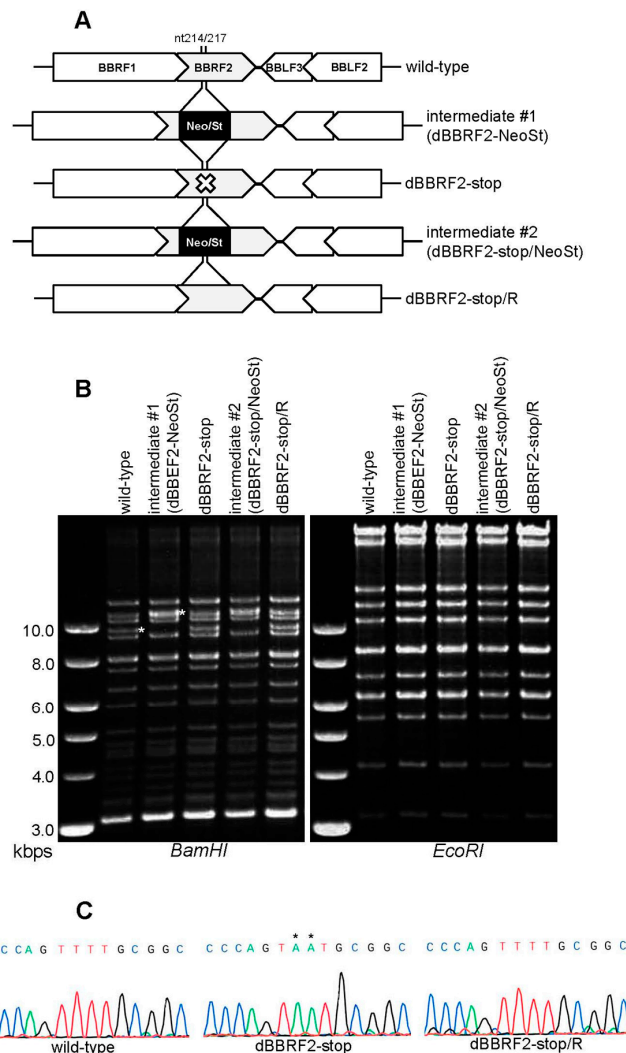 A
nt214/217
BBRF1 BBRF2 BBLF3 BBLF2 wild-type
Neo/St
intermediate #1
(dBBRF2-NeoSt)
dBBRF2-stop
Neo/St
intermediate #2
(dBBRF2-stop/NeoSt)
dBBRF2-stop/R
B
wild-type
intermediate #1
(dBBEF2-NeoSt)
dBBRF2-stop
intermediate #2
(dBBRF2-stop/NeoSt)
dBBRF2-stop/R
wild-type
intermediate #1
(dBBRF2-NeoSt)
dBBRF2-stop
intermediate #2
(dBBRF2-stop/NeoSt)
dBBRF2-stop/R
*
*
10.0
8.0
6.0
5.0
4.0
3.0
kbps
BamHI
EcoRI
C
* *
C C A G T T T T G C G G C
C C C A G T A A T G C G G C
C C C A G T T T T G C G G C
wild-type
dBBRF2-stop
dBBRF2-stop/R